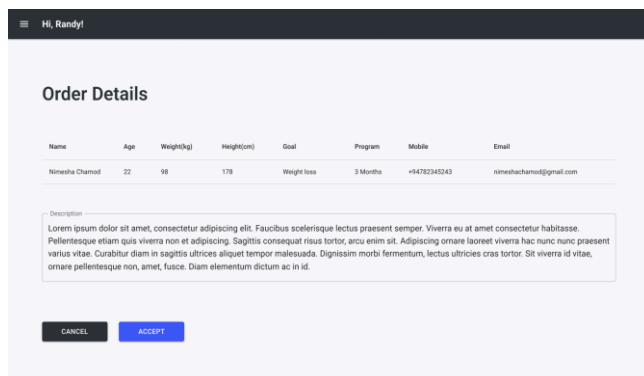 Hi, Randy!
Order Details
Name Age Weight(kg) Height(cm) Goal Program Mobile Email
Nimesha Chamod 22 98 178 Weight loss 3 Months +94782345243 nimeshachamod@gmail.com
Description
Lorem ipsum dolor sit amet, consectetur adipiscing elit. Faucibus scelerisque lectus praesent semper. Viverra eu at amet consectetur habitasse.
Pellentesque etiam quis viverra non et adipiscing. Sagittis consequat risus tortor, arcu enim sit. Adipiscing ornare laoreet viverra hac nunc nunc praesent
varius vitae. Curabitur diam in sagittis ultrices aliquet tempor malesuada. Dignissim morbi fermentum, lectus ultricies cras tortor. Sit viverra id vitae,
ornare pellentesque non, amet, fusce. Diam elementum dictum ac in id.
CANCEL ACCEPT